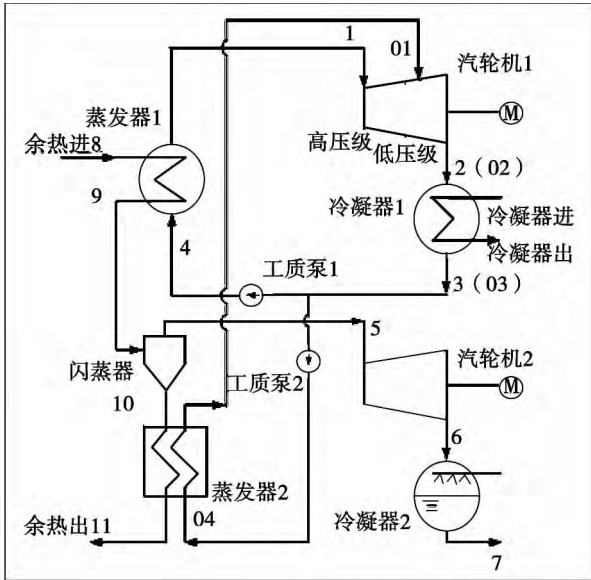 1
01
汽轮机1
M
蒸发器1
余热进8
高压级
低压级
2（02）
9
冷凝器1
冷凝器进
冷凝器出
4
工质泵1
3（03）
5
汽轮机2
闪蒸器
工质泵2
M
10
6
蒸发器2
04
冷凝器2
余热出11
7